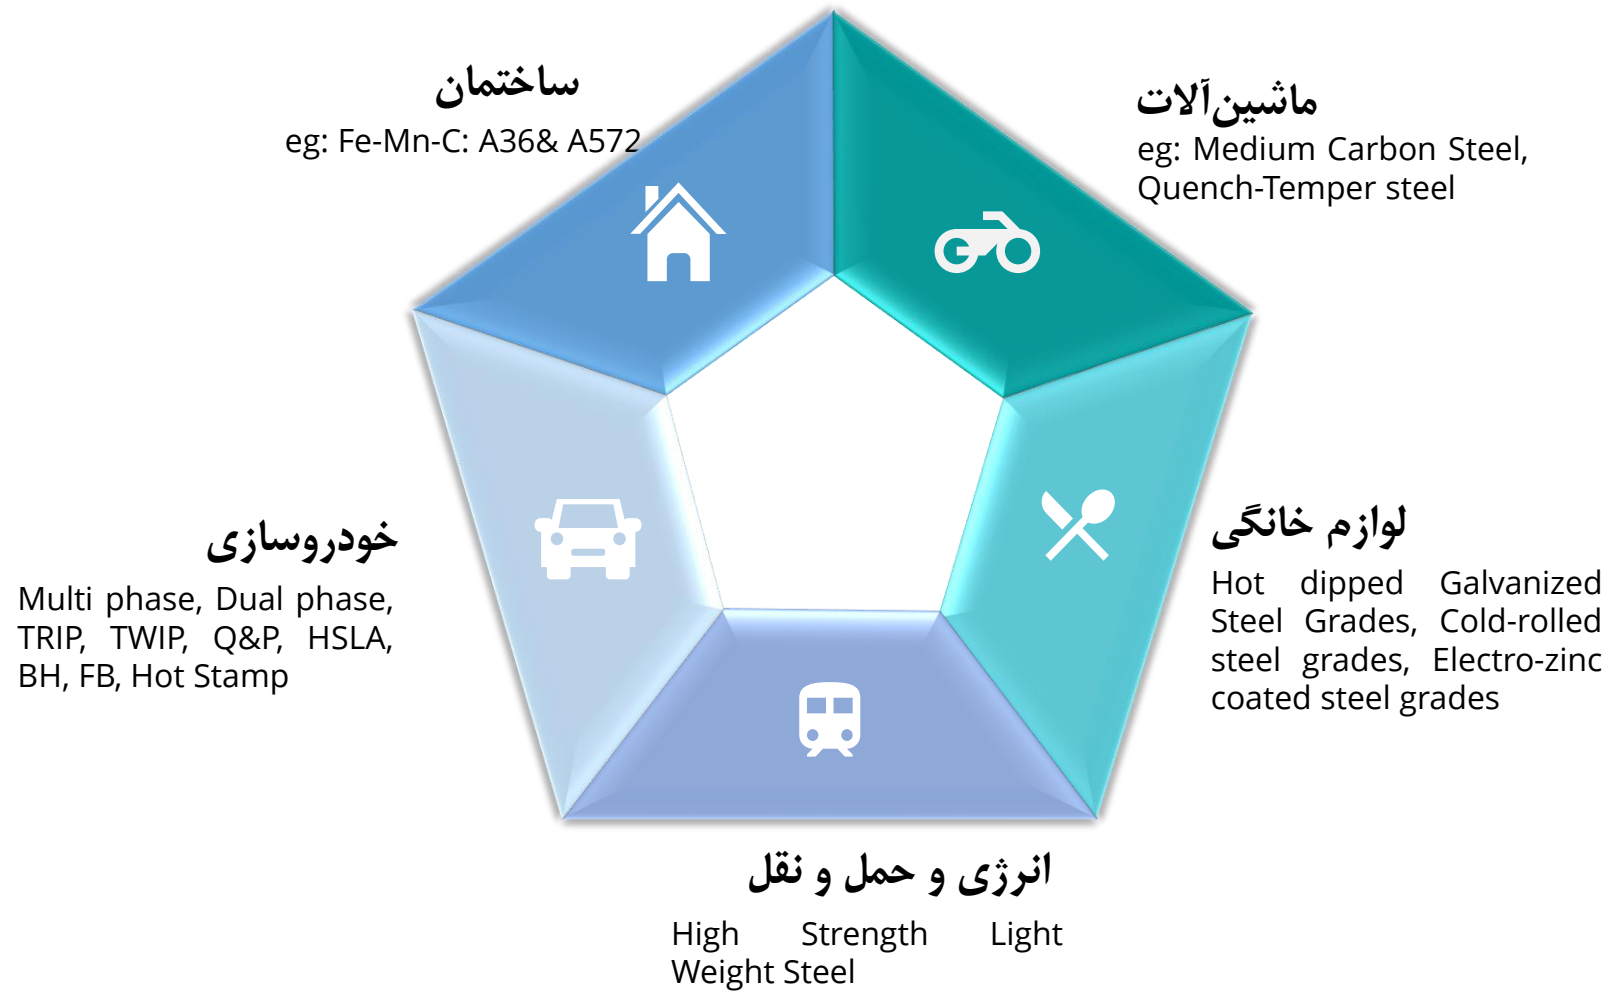 ساختمان
eg: Fe-Mn-C: A36& A572
ماشین‌آلات
eg: Medium Carbon Steel,
Quench-Temper steel
خودروسازی
Multi phase, Dual phase,
TRIP, TWIP, Q&P, HSLA,
BH, FB, Hot Stamp
لوازم خانگی
Hot dipped Galvanized
Steel Grades, Cold-rolled
steel grades, Electro-zinc
coated steel grades
انرژی و حمل و نقل
High Strength Light
Weight Steel